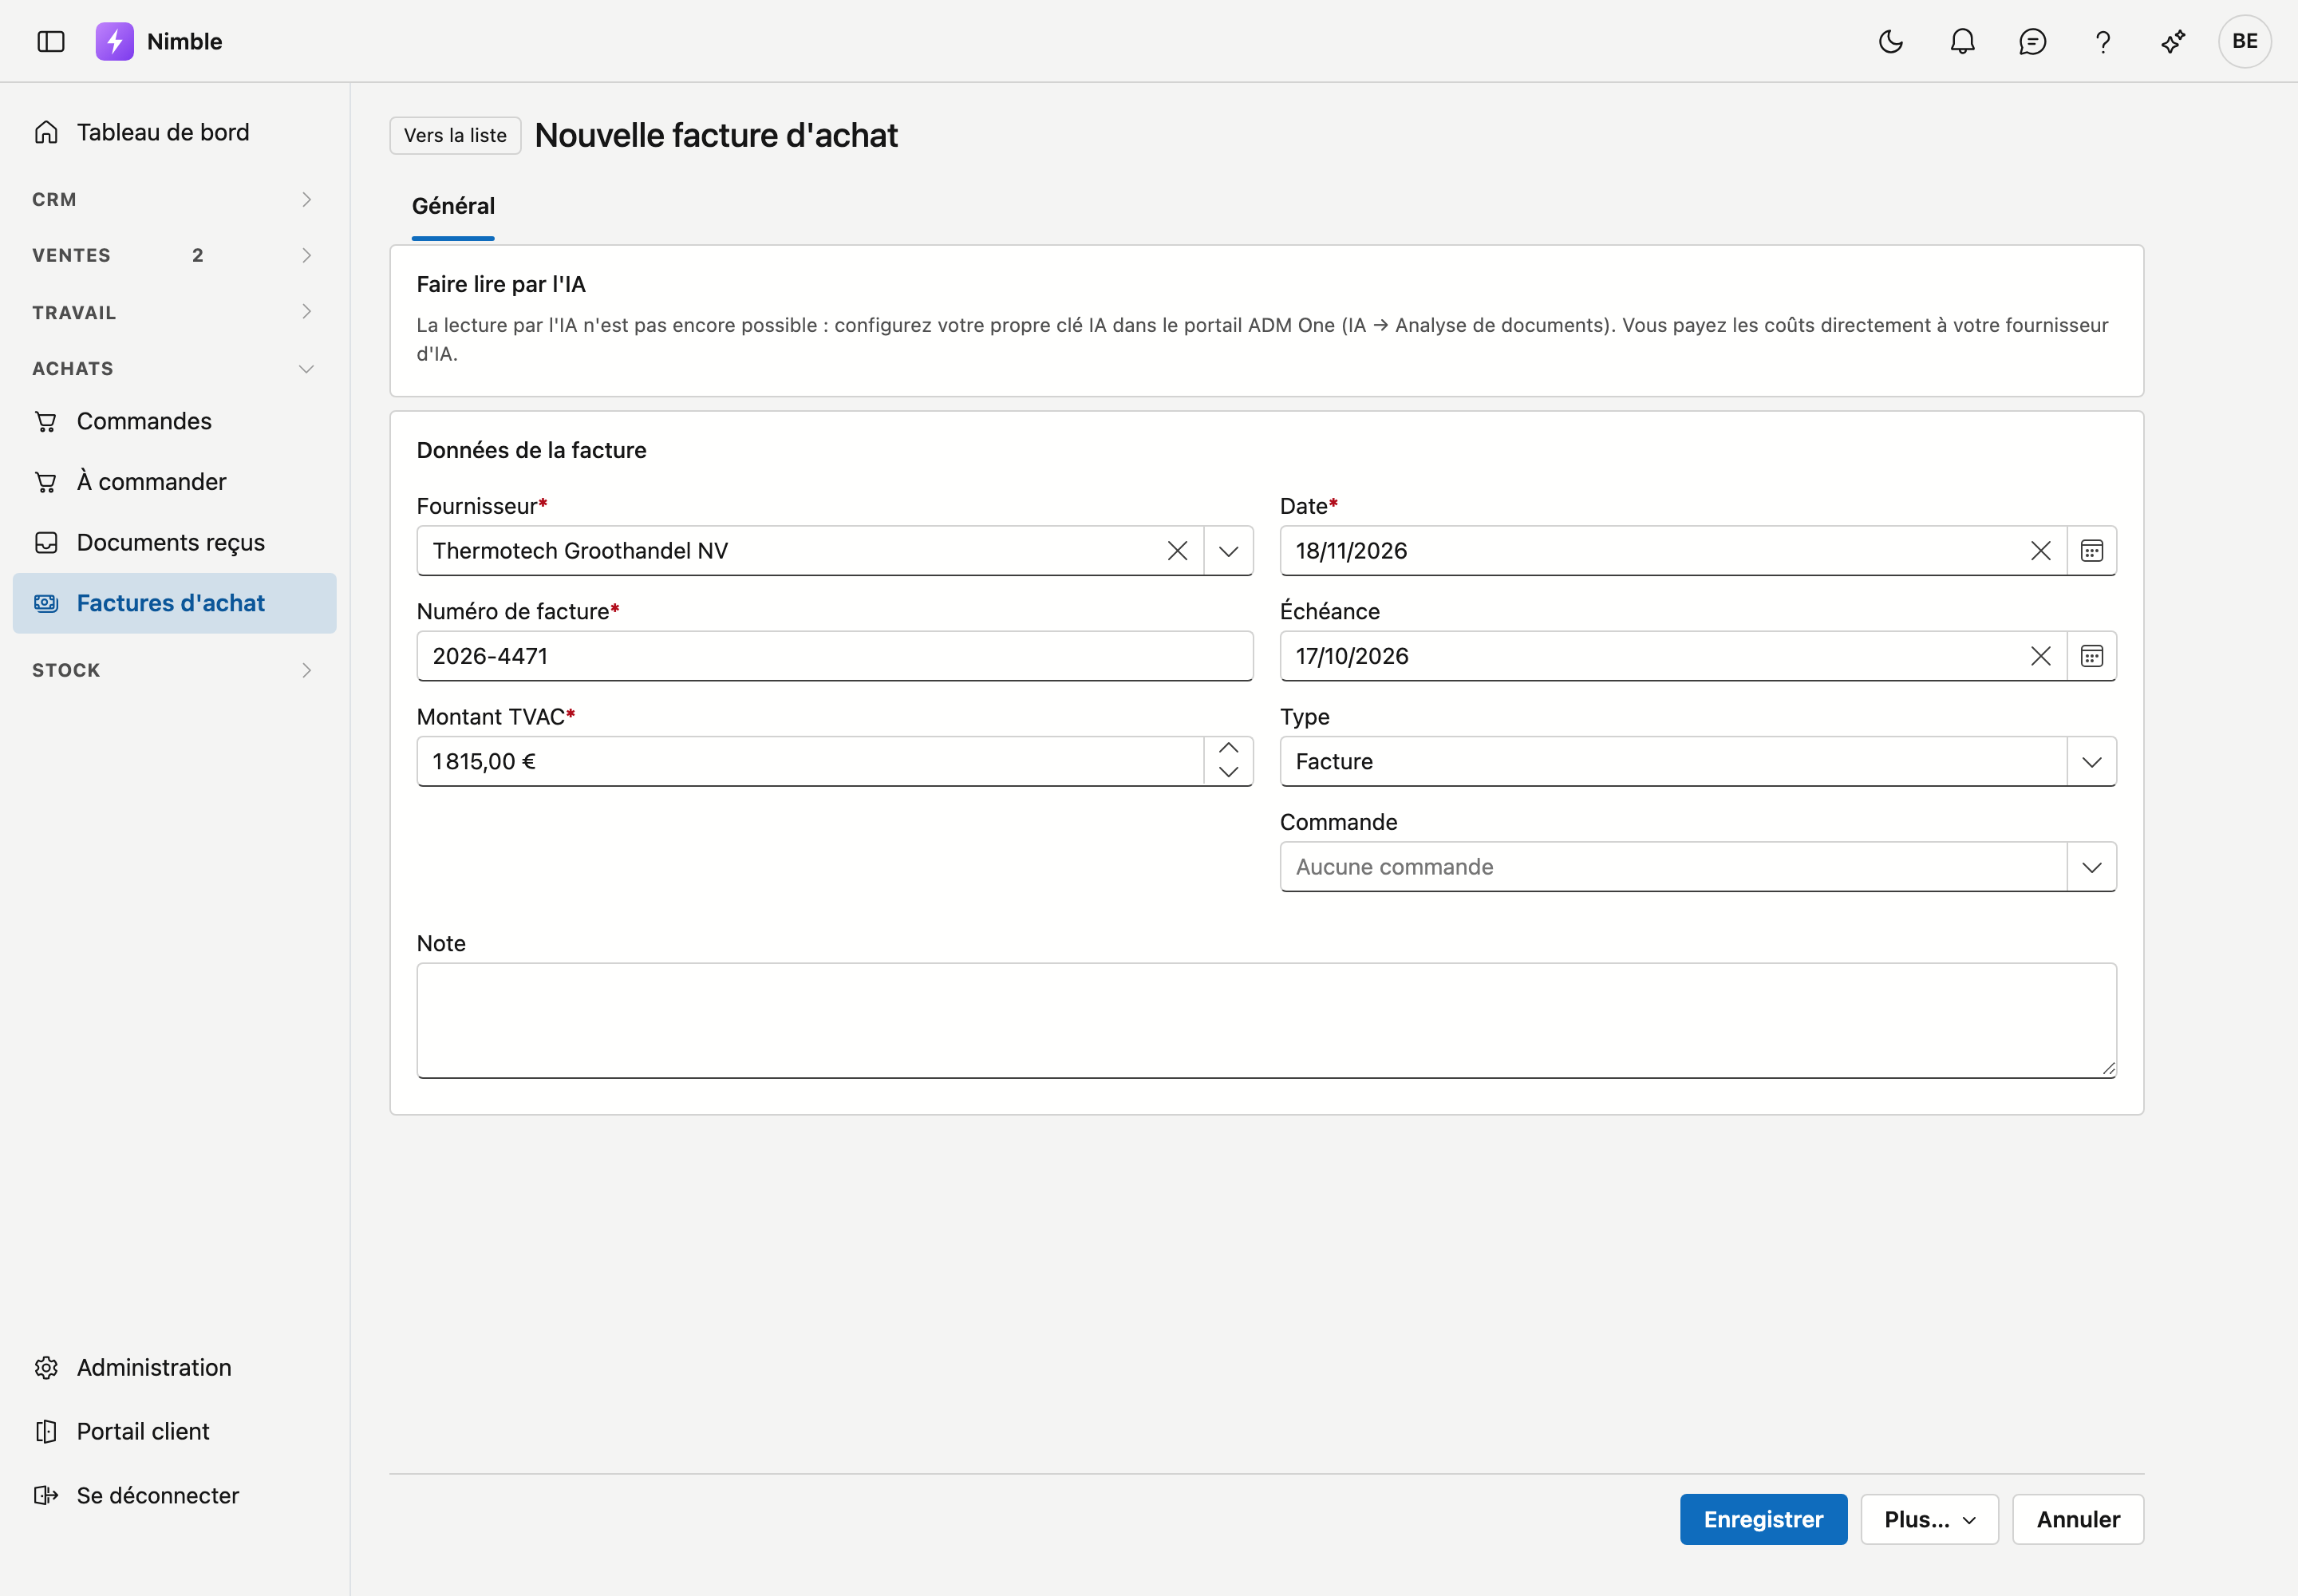 Nimble
BE
Tableau de bord
CRM
VENTES 2
TRAVAIL
ACHATS
Commandes
À commander
Documents reçus
Factures d'achat
STOCK
Administration
Portail client
Se déconnecter
Vers la liste
Nouvelle facture d'achat
Général
Faire lire par l'IA
La lecture par l'IA n'est pas encore possible : configurez votre propre clé IA dans le portail ADM One (IA → Analyse de documents). Vous payez les coûts directement à votre fournisseur
d'IA.
Données de la facture
Fournisseur*
Thermotech Groothandel NV
Date*
18/11/2026
Numéro de facture*
2026-4471
Échéance
17/10/2026
Montant TVAC*
1 815,00 €
Type
Facture
Commande
Aucune commande
Note
Enregistrer
Plus...
Annuler